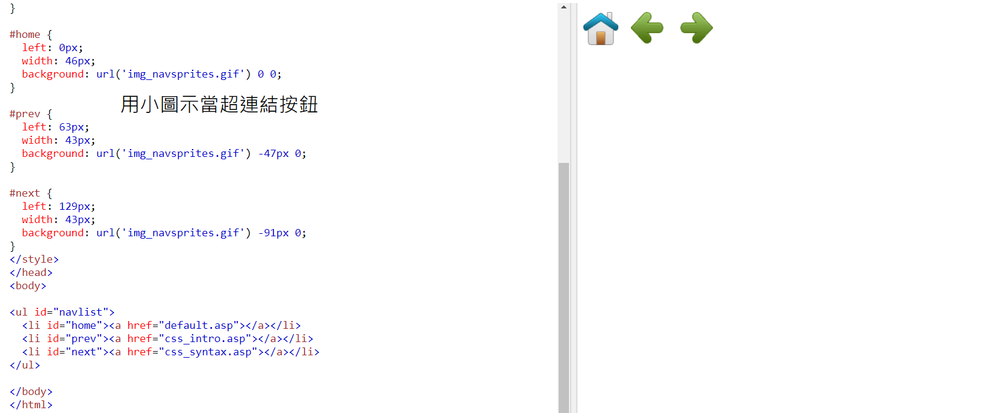 }
#home {
  left: 0px;
  width: 46px;
  background: url('img_navsprites.gif') 0 0;
}
用小圖示當超連結按鈕
#prev {
  left: 63px;
  width: 43px;
  background: url('img_navsprites.gif') -47px 0;
}
#next {
  left: 129px;
  width: 43px;
  background: url('img_navsprites.gif') -91px 0;
}
</style>
</head>
<body>
<ul id="navlist">
  <li id="home"><a href="default.asp"></a></li>
  <li id="prev"><a href="css_intro.asp"></a></li>
  <li id="next"><a href="css_syntax.asp"></a></li>
</ul>
</body>
</html>